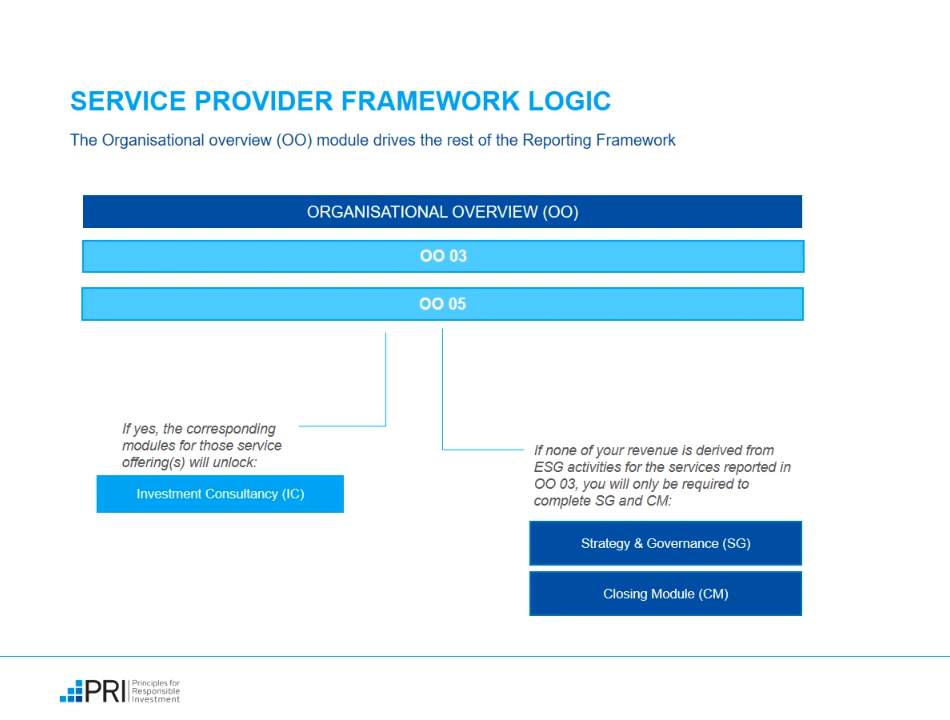 SERVICE PROVIDER FRAMEWORK LOGIC
The Organisational overview (OO) module drives the rest of the Reporting Framework
ORGANISATIONAL OVERVIEW (OO)
OO 03
OO 05
If yes, the corresponding
modules for those service
offering(s) will unlock:
Investment Consultancy (IC)
If none of your revenue is derived from
ESG activities for the services reported in
OO 03, you will only be required to
complete SG and CM:
Strategy & Governance (SG)
Closing Module (CM)
PRI
Principles for
Responsible
Investment